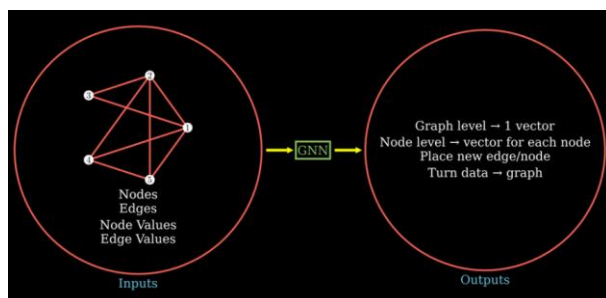 2
3
1
4
5
Nodes
Edges
Node Values
Edge Values
Inputs
GNN
Graph level → 1 vector
Node level → vector for each node
Place new edge/node
Turn data → graph
Outputs